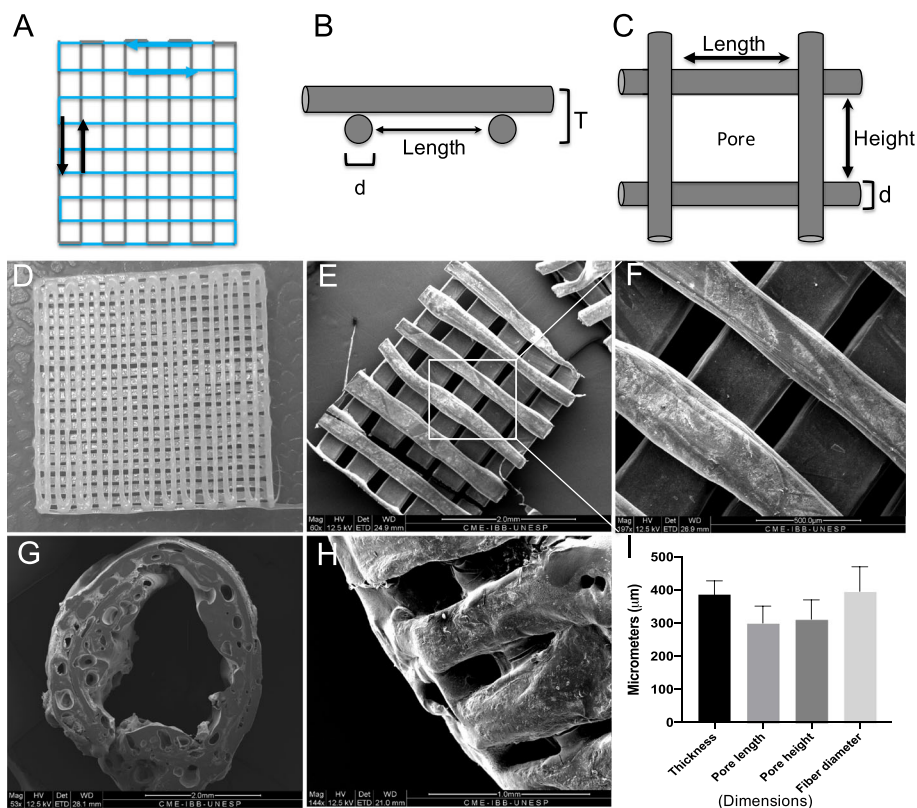 A
B
C
Length
T
Length
Height
Pore
d
d
D
E
F
Mag HV Det WD 2.0mm
60x 12.5 kV ETD 24.9 mm CME-IBB-UNESP
Mag HV Det WD 500.0µm
197x 12.5 kV ETD 26.9 mm CME-IBB-UNESP
G
H
I
Mag HV Det WD 2.0mm
53x 12.5 kV ETD 28.1 mm CME-IBB-UNESP
Mag HV Det WD 1.0mm
144x 12.5 kV ETD 21.0 mm CME-IBB-UNESP
Micrometers (µm)
500
400
300
200
100
0
Thickness
Pore length
Pore height
Fiber diameter
(Dimensions)